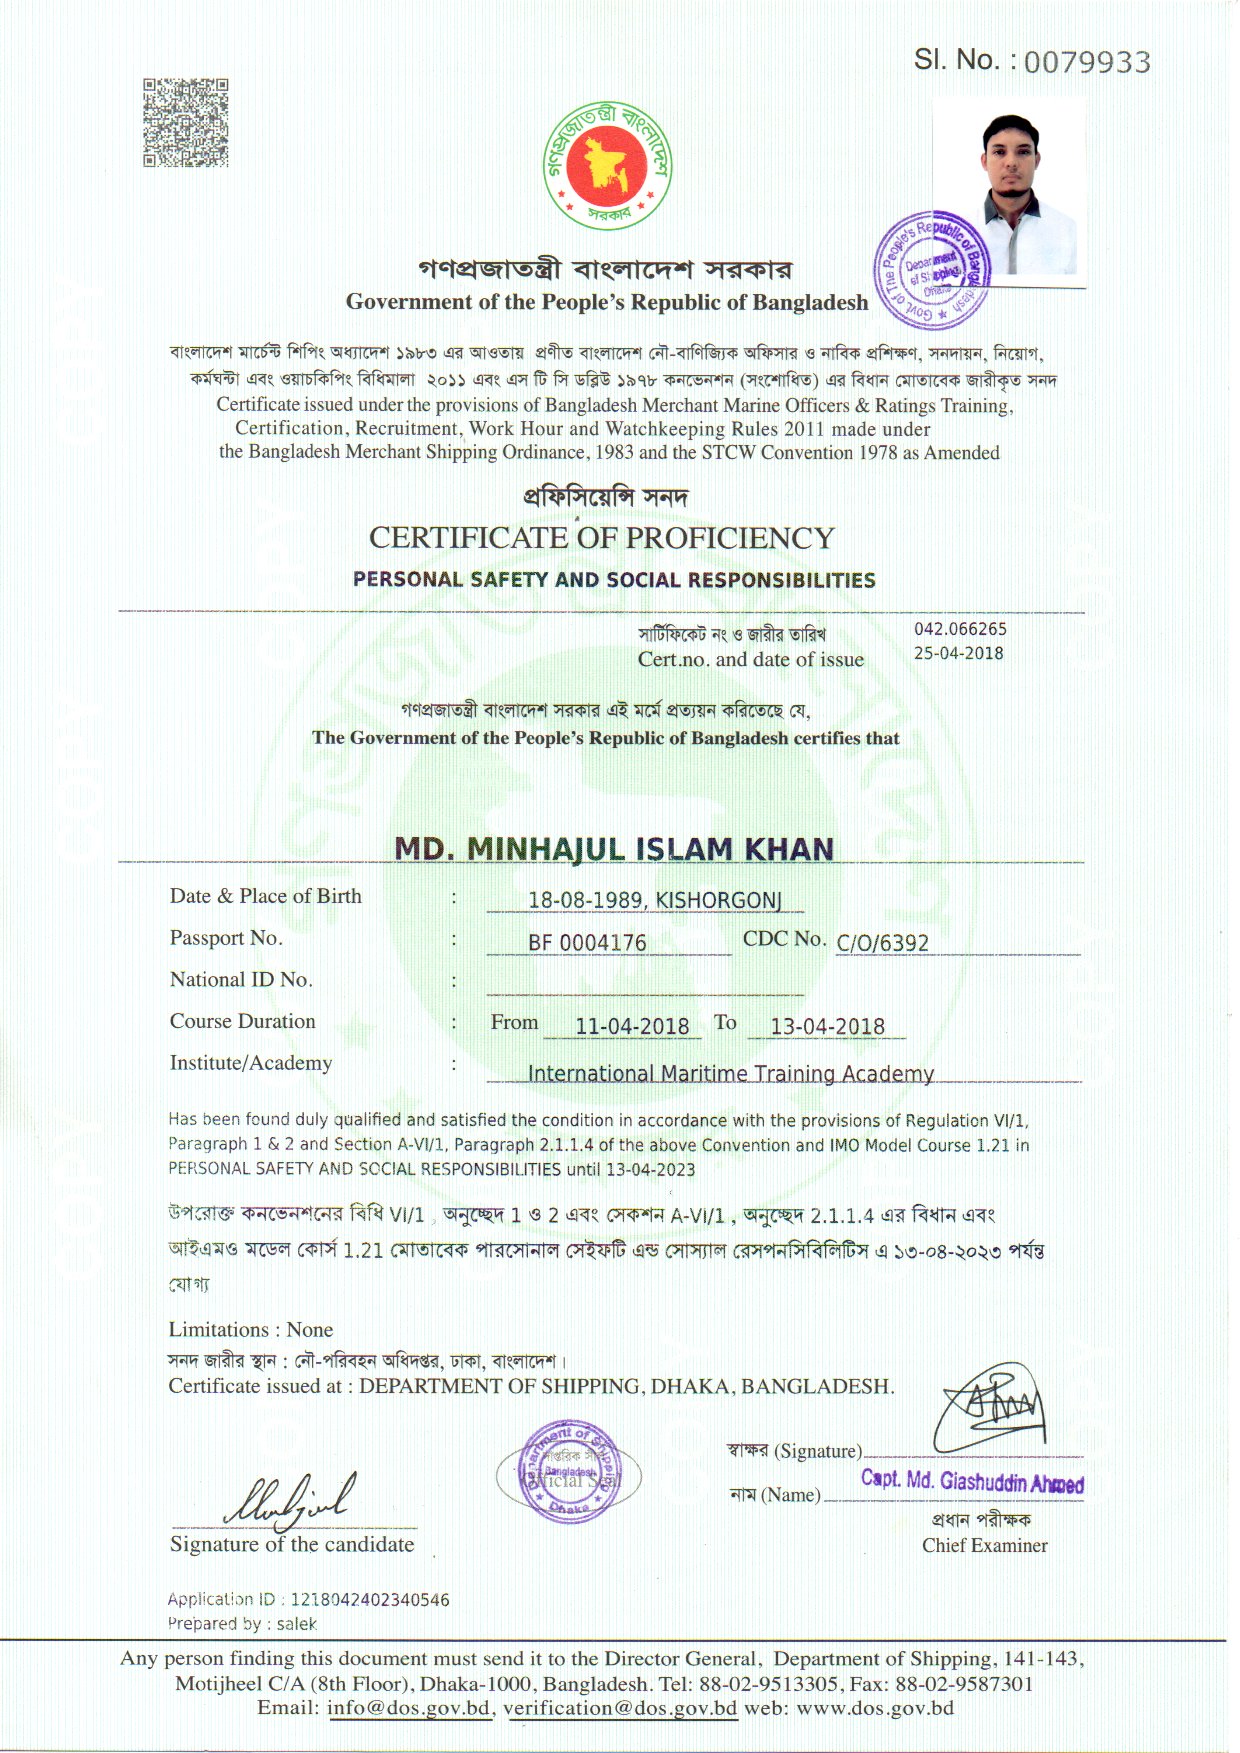 Sl. No. : 0079933
গণপ্রজাতন্ত্রী বাংলাদেশ
সরকার
Govt. of The People's Republic of Bangladesh
Department of Shipping
Dhaka
গণপ্রজাতন্ত্রী বাংলাদেশ সরকার
Government of the People's Republic of Bangladesh
বাংলাদেশ মার্চেন্ট শিপিং অধ্যাদেশ ১৯৮৩ এর আওতায় প্রণীত বাংলাদেশ নৌ-বাণিজ্যিক অফিসার ও নাবিক প্রশিক্ষণ, সনদায়ন, নিয়োগ,
কর্মঘন্টা এবং ওয়াচকিপিং বিধিমালা ২০১১ এবং এস টি সি ডব্লিউ ১৯৭৮ কনভেনশন (সংশোধিত) এর বিধান মোতাবেক জারীকৃত সনদ
Certificate issued under the provisions of Bangladesh Merchant Marine Officers & Ratings Training,
Certification, Recruitment, Work Hour and Watchkeeping Rules 2011 made under
the Bangladesh Merchant Shipping Ordinance, 1983 and the STCW Convention 1978 as Amended
প্রফিসিয়েন্সি সনদ
CERTIFICATE OF PROFICIENCY
PERSONAL SAFETY AND SOCIAL RESPONSIBILITIES
সার্টিফিকেট নং ও জারীর তারিখ 042.066265
Cert.no. and date of issue 25-04-2018
গণপ্রজাতন্ত্রী বাংলাদেশ সরকার এই মর্মে প্রত্যয়ন করিতেছে যে,
The Government of the People's Republic of Bangladesh certifies that
MD. MINHAJUL ISLAM KHAN
Date & Place of Birth : 18-08-1989, KISHORGONJ
Passport No. : BF 0004176 CDC No. C/O/6392
National ID No. :
Course Duration : From 11-04-2018 To 13-04-2018
Institute/Academy : International Maritime Training Academy
Has been found duly qualified and satisfied the condition in accordance with the provisions of Regulation VI/1,
Paragraph 1 & 2 and Section A-VI/1, Paragraph 2.1.1.4 of the above Convention and IMO Model Course 1.21 in
PERSONAL SAFETY AND SOCIAL RESPONSIBILITIES until 13-04-2023
উপরোক্ত কনভেনশনের বিধি VI/1 , অনুচ্ছেদ 1 ও 2 এবং সেকশন A-VI/1 , অনুচ্ছেদ 2.1.1.4 এর বিধান এবং
আইএমও মডেল কোর্স 1.21 মোতাবেক পারসোনাল সেইফটি এন্ড সোস্যাল রেসপনসিবিলিটিস এ ১৩-০৪-২০২৩ পর্যন্ত
যোগ্য
Limitations : None
সনদ জারীর স্থান : নৌ-পরিবহন অধিদপ্তর, ঢাকা, বাংলাদেশ।
Certificate issued at : DEPARTMENT OF SHIPPING, DHAKA, BANGLADESH.
Department of Shipping
Bangladesh
Official Seal
Dhaka
স্বাক্ষর (Signature)
Capt. Md. Giashuddin Ahmed
নাম (Name)
প্রধান পরীক্ষক
Chief Examiner
Signature of the candidate
Application ID : 1218042402340546
Prepared by : salek
Any person finding this document must send it to the Director General, Department of Shipping, 141-143,
Motijheel C/A (8th Floor), Dhaka-1000, Bangladesh. Tel: 88-02-9513305, Fax: 88-02-9587301
Email: info@dos.gov.bd, verification@dos.gov.bd web: www.dos.gov.bd